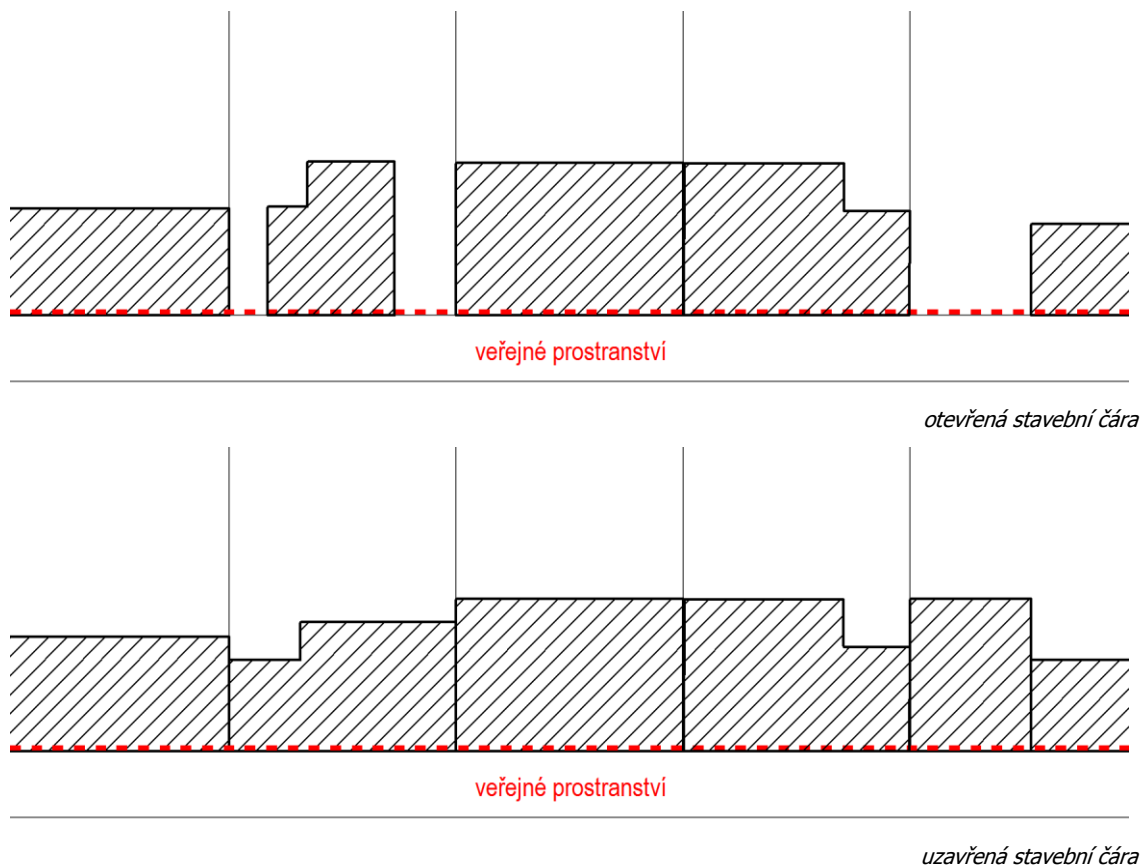 veřejné prostranství
otevřená stavební čára
veřejné prostranství
uzavřená stavební čára